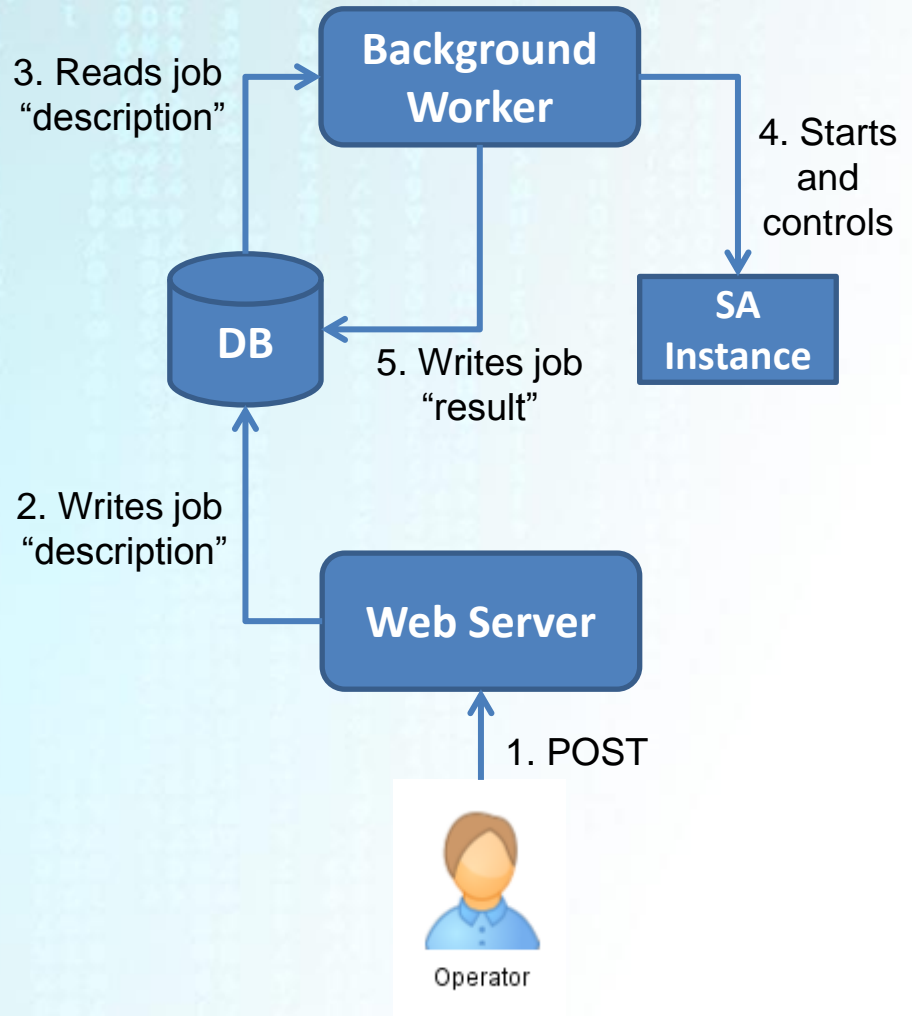 Background
Worker
3. Reads job
“description”
4. Starts
and
controls
DB
SA
Instance
5. Writes job
“result”
2. Writes job
“description”
Web Server
1. POST
Operator